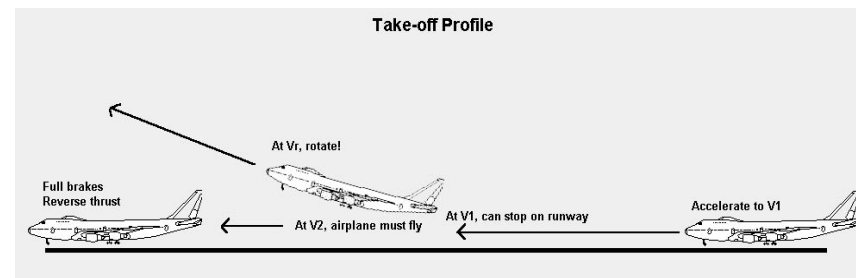 Take-off Profile
At Vr, rotate!
Full brakes
Reverse thrust
At V2, airplane must fly
At V1, can stop on runway
Accelerate to V1